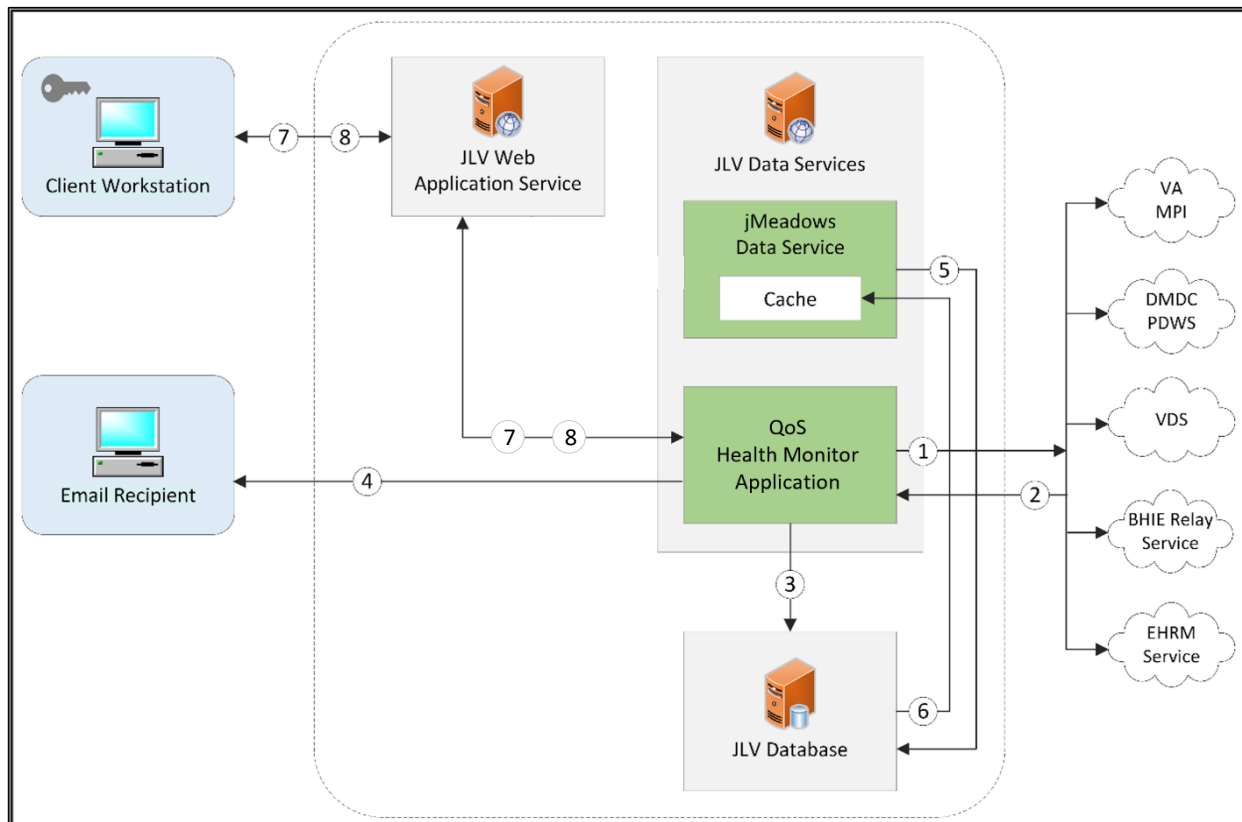 Client Workstation
7
8
JLV Web
Application Service
JLV Data Services
jMeadows
Data Service
Cache
5
VA
MPI
DMDC
PDWS
VDS
BHIE Relay
Service
EHRM
Service
Email Recipient
7
8
4
QoS
Health Monitor
Application
1
2
3
6
JLV Database